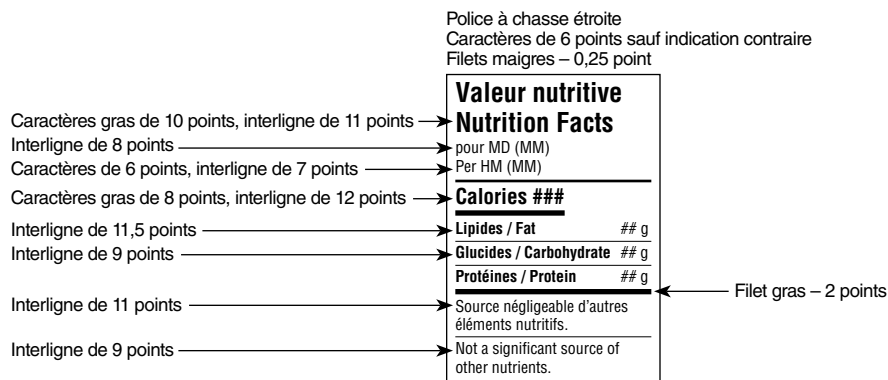 Police à chasse étroite
Caractères de 6 points sauf indication contraire
Filets maigres – 0,25 point
Valeur nutritive
Caractères gras de 10 points, interligne de 11 points
Nutrition Facts
Interligne de 8 points
pour MD (MM)
Caractères de 6 points, interligne de 7 points
Per HM (MM)
Caractères gras de 8 points, interligne de 12 points
Calories ###
Interligne de 11,5 points
Lipides / Fat ## g
Interligne de 9 points
Glucides / Carbohydrate ## g
Protéines / Protein ## g
Filet gras – 2 points
Interligne de 11 points
Source négligeable d'autres
éléments nutritifs.
Interligne de 9 points
Not a significant source of
other nutrients.